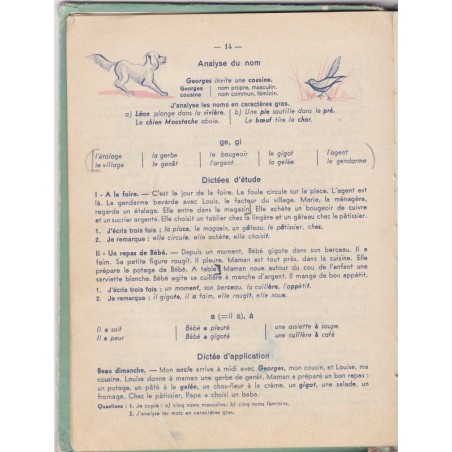 — 14 —
Analyse du nom
Georges invite une cousine.
Georges | nom propre, masculin.
cousine | nom commun, féminin.
J'analyse les noms en caractères gras.
a) Léon plonge dans la rivière.
Le chien Moustache aboie.
b) Une pie sautille dans le pré.
Le bœuf tire le char.
ge, gi
l'étalage | la gerbe | le bougeoir | le gigot | l'agent
le village | le genêt | l'argent | la gelée | le gendarme
Dictées d'étude
I - A la foire. — C'est le jour de la foire. La foule circule sur la place. L'agent est
là. Le gendarme bavarde avec Louis, le facteur du village. Marie, la ménagère,
regarde un étalage. Elle entre dans le magasin. Elle achète un bougeoir de cuivre
et un sucrier argenté. Elle choisit un tablier chez la lingère et un gâteau chez le pâtissier.
1. J'écris trois fois : la place, le magasin, un gâteau, le pâtissier, chez.
2. Je remarque : elle circule, elle achète, elle choisit.
II - Un repas de Bébé. — Depuis un moment, Bébé gigote dans son berceau. Il a
faim. Sa petite figure rougit. Il pleure. Maman est tout près, dans la cuisine. Elle
prépare le potage de Bébé. A table! Maman noue autour du cou de l'enfant une
serviette blanche. Bébé agite sa cuillère à manche d'argent. Il mange de bon appétit.
1. J'écris trois fois : un moment, son berceau, la cuillère, l'appétit.
2. Je remarque : il gigote, il a faim, elle rougit, elle noue.
a (=il a), à
Il a soif | Bébé a pleuré | une assiette à soupe
Il a peur | Bébé a goûté | une cuillère à café
Dictée d'application
Beau dimanche, — Mon oncle arrive à midi avec Georges, mon cousin, et Louise, ma
cousine. Louise donne à maman une gerbe de genêt. Maman a préparé un bon repas :
un potage, un pâté à la gelée, un chou-fleur à la crème, un gigot, une salade, un
fromage. Chez le pâtissier, Papa a choisi un baba.
Questions : 1. Je copie : a) cinq noms masculins; b) cinq noms féminins.
2. J'analyse les mots en caractères gras.